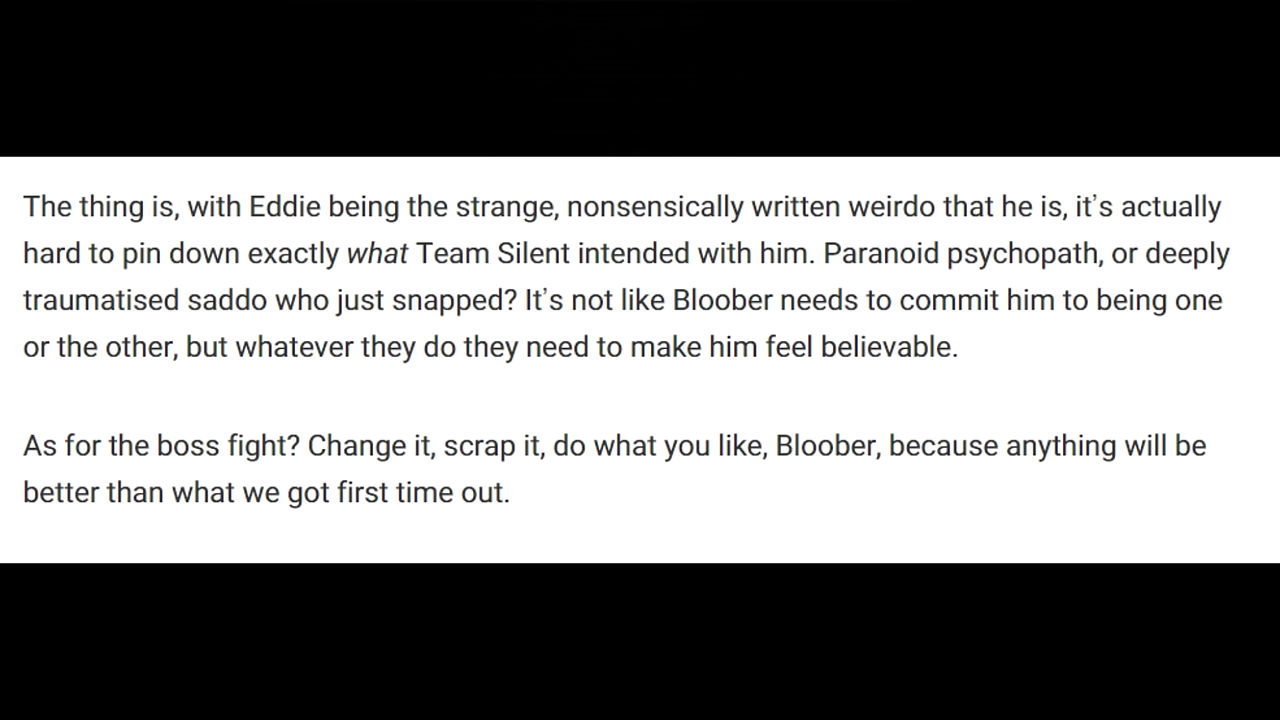 The thing is, with Eddie being the strange, nonsensically written weirdo that he is, it’s actually
hard to pin down exactly what Team Silent intended with him. Paranoid psychopath, or deeply
traumatised saddo who just snapped? It’s not like Bloober needs to commit him to being one
or the other, but whatever they do they need to make him feel believable.
As for the boss fight? Change it, scrap it, do what you like, Bloober, because anything will be
better than what we got first time out.